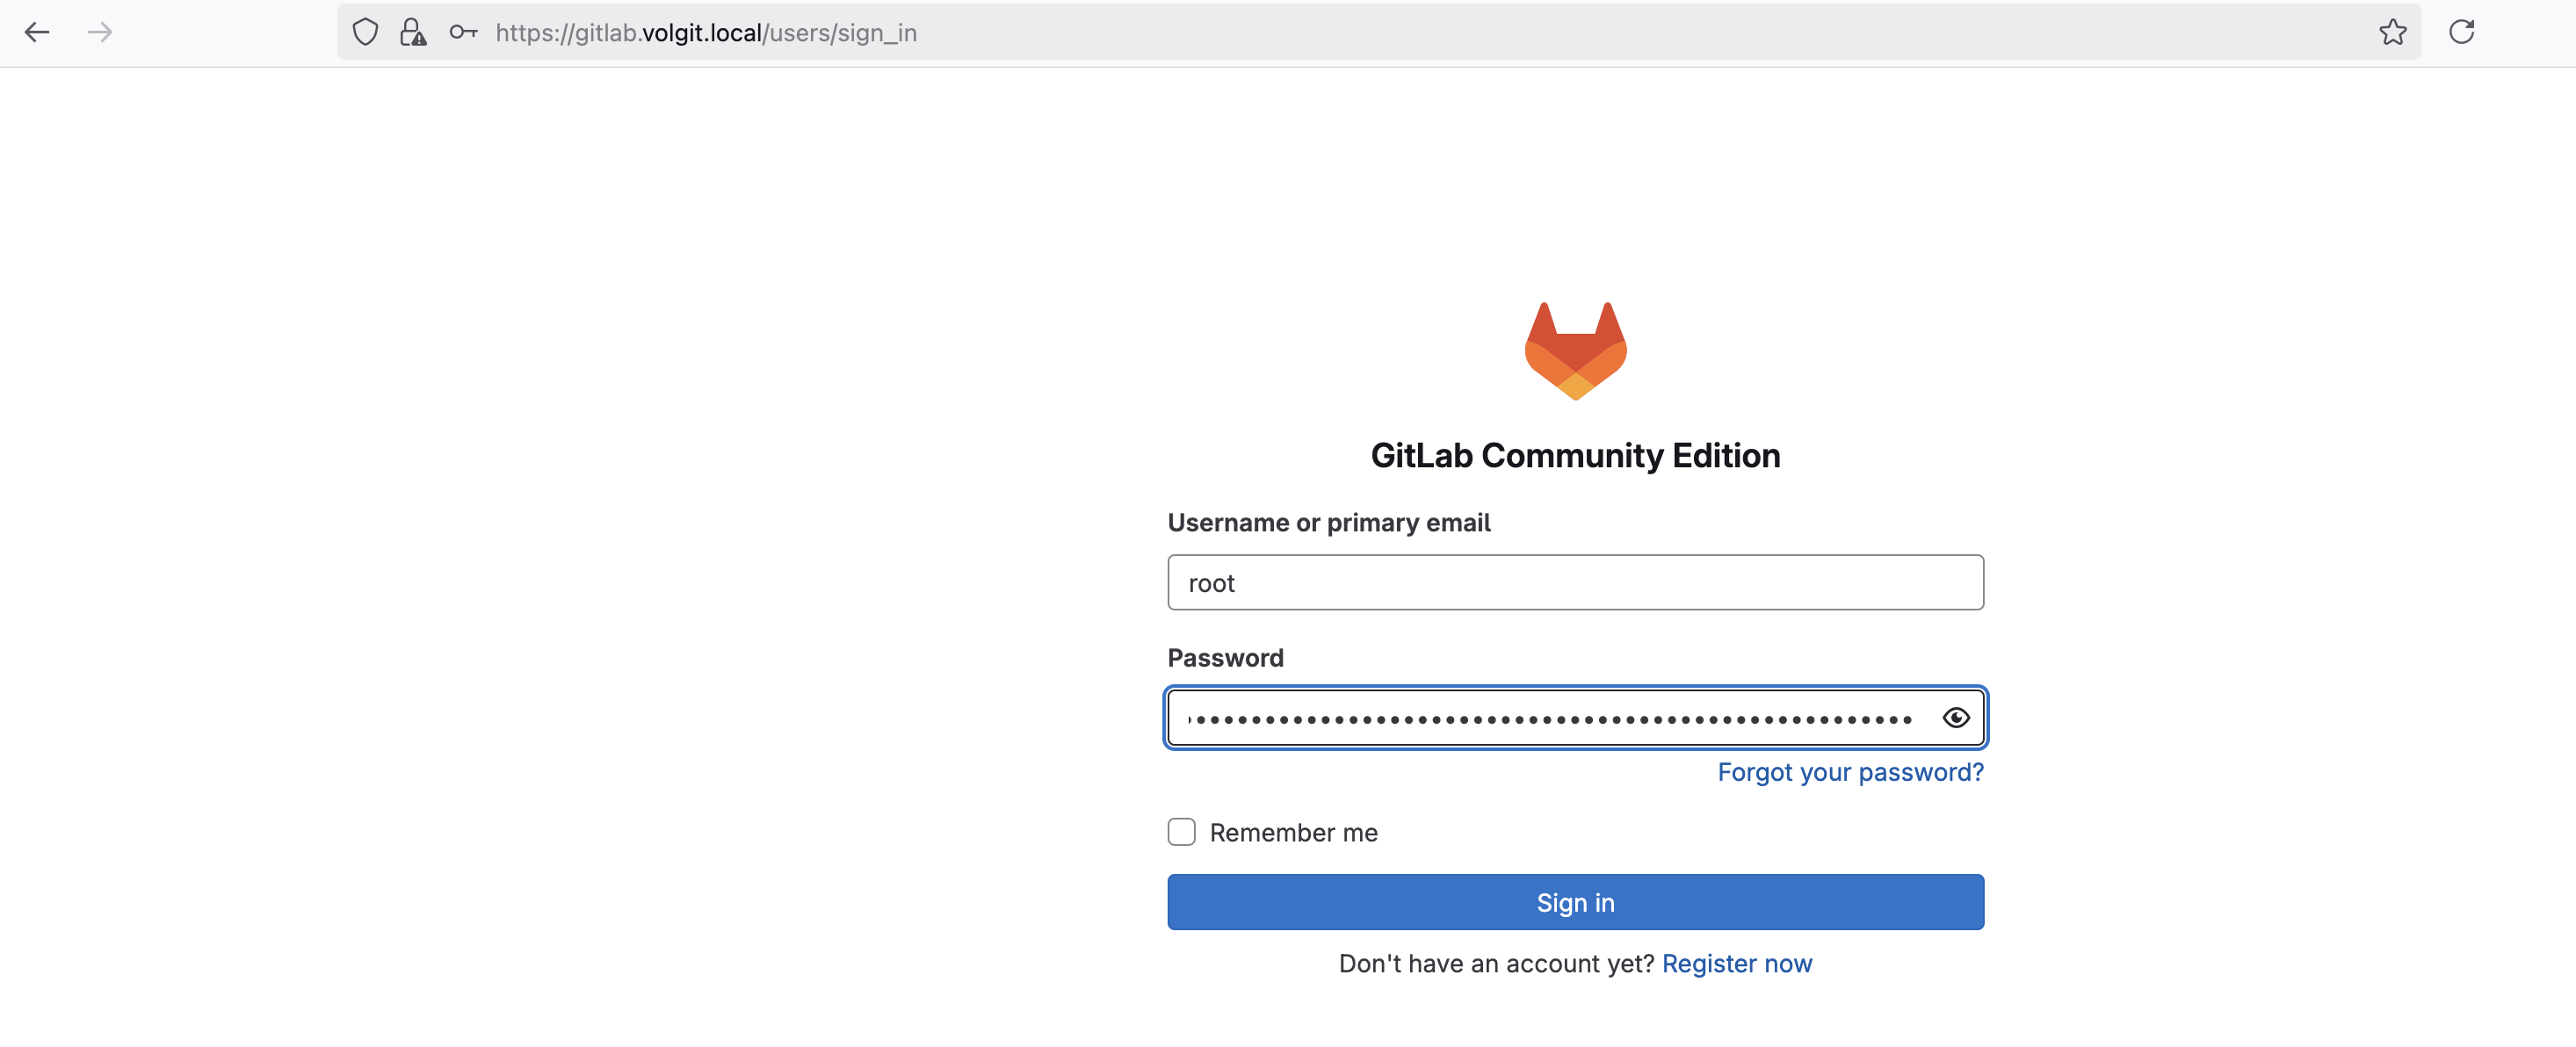 https://gitlab.volgit.local/users/sign_in
GitLab Community Edition
Username or primary email
root
Password
Forgot your password?
Remember me
Sign in
Don't have an account yet? Register now